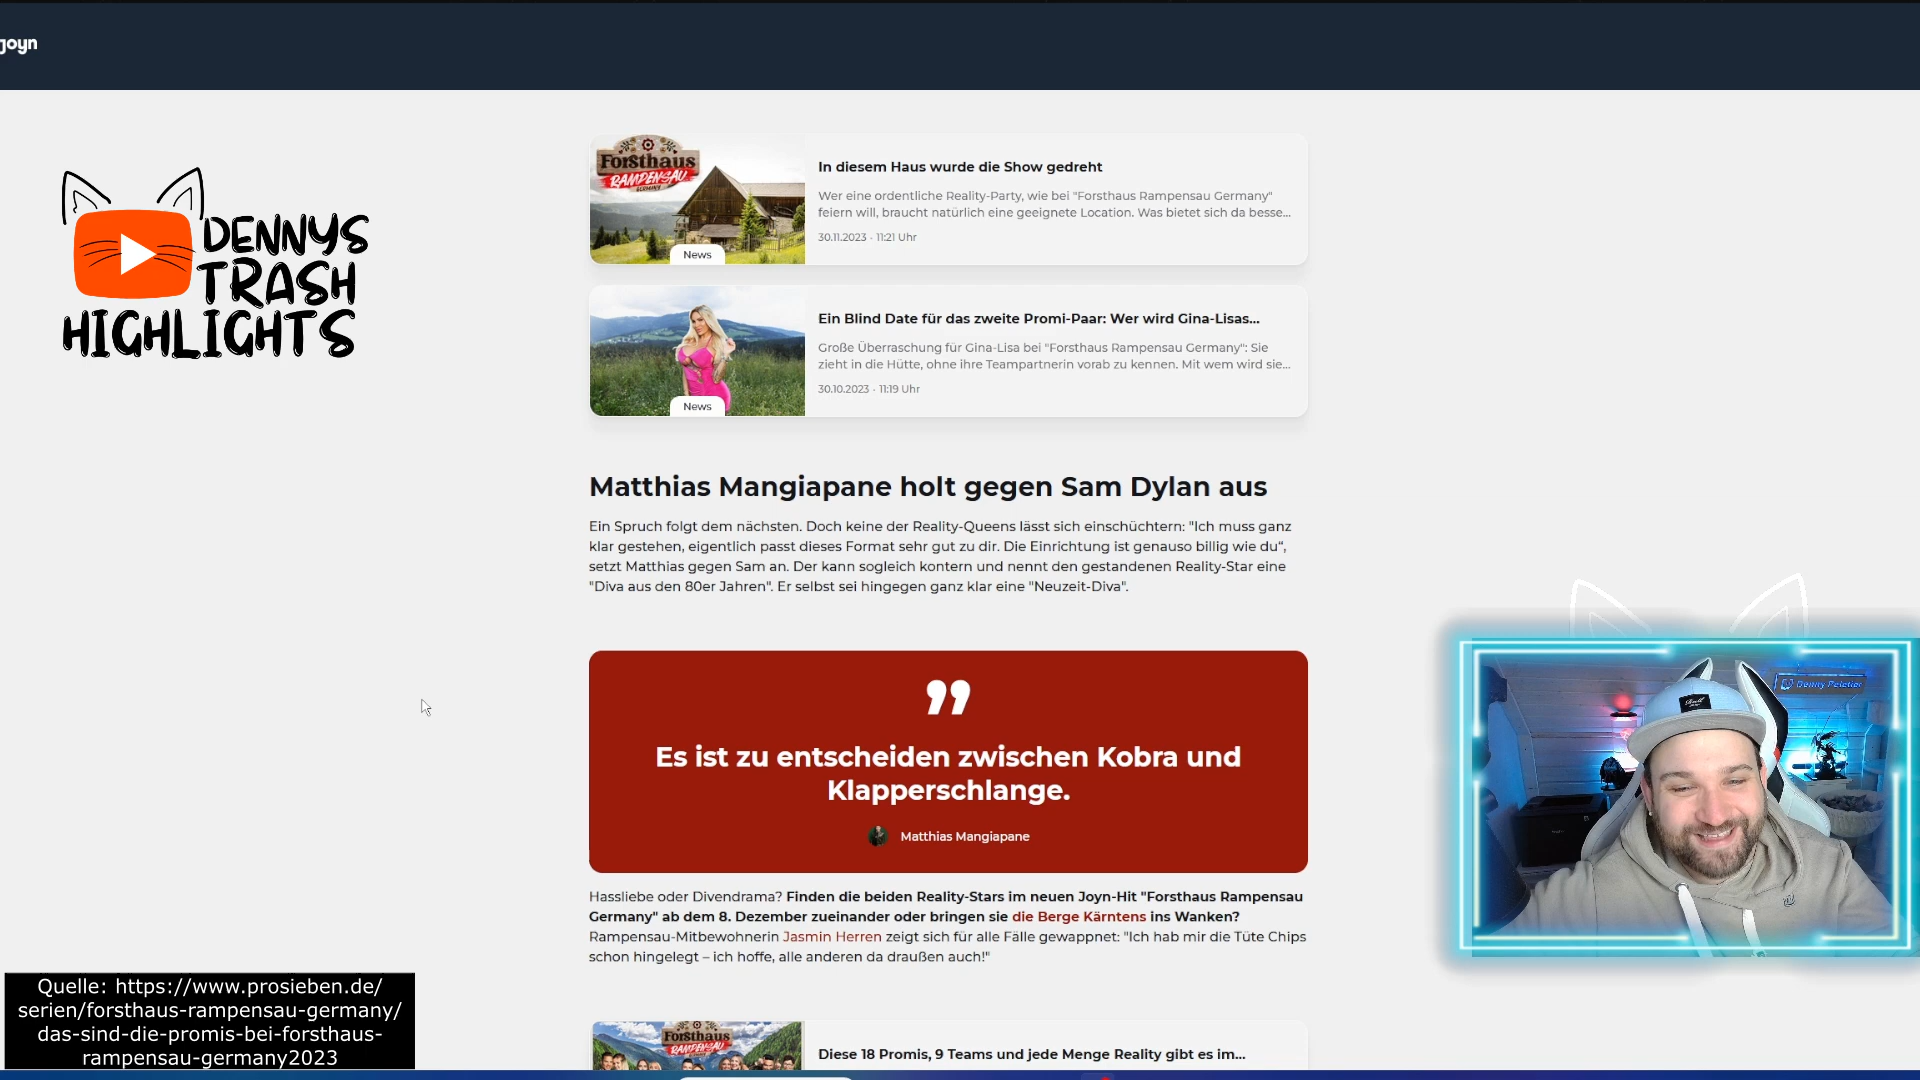 joyn
DENNYS
TRASH
HIGHLIGHTS
Forsthaus
RAMPENSAU
GERMANY
News
In diesem Haus wurde die Show gedreht
Wer eine ordentliche Reality-Party, wie bei "Forsthaus Rampensau Germany"
feiern will, braucht natürlich eine geeignete Location. Was bietet sich da besse...
30.11.2023 · 11:21 Uhr
News
Ein Blind Date für das zweite Promi-Paar: Wer wird Gina-Lisas...
Große Überraschung für Gina-Lisa bei "Forsthaus Rampensau Germany": Sie
zieht in die Hütte, ohne ihre Teampartnerin vorab zu kennen. Mit wem wird sie...
30.10.2023 · 11:19 Uhr
Matthias Mangiapane holt gegen Sam Dylan aus
Ein Spruch folgt dem nächsten. Doch keine der Reality-Queens lässt sich einschüchtern: "Ich muss ganz
klar gestehen, eigentlich passt dieses Format sehr gut zu dir. Die Einrichtung ist genauso billig wie du“,
setzt Matthias gegen Sam an. Der kann sogleich kontern und nennt den gestandenen Reality-Star eine
"Diva aus den 80er Jahren". Er selbst sei hingegen ganz klar eine "Neuzeit-Diva".
Es ist zu entscheiden zwischen Kobra und
Klapperschlange.
Matthias Mangiapane
Hassliebe oder Divendrama? Finden die beiden Reality-Stars im neuen Joyn-Hit "Forsthaus Rampensau
Germany" ab dem 8. Dezember zueinander oder bringen sie die Berge Kärntens ins Wanken?
Rampensau-Mitbewohnerin Jasmin Herren zeigt sich für alle Fälle gewappnet: "Ich hab mir die Tüte Chips
schon hingelegt – ich hoffe, alle anderen da draußen auch!"
Forsthaus
RAMPENSAU
Diese 18 Promis, 9 Teams und jede Menge Reality gibt es im...
Quelle: https://www.prosieben.de/
serien/forsthaus-rampensau-germany/
das-sind-die-promis-bei-forsthaus-
rampensau-germany2023